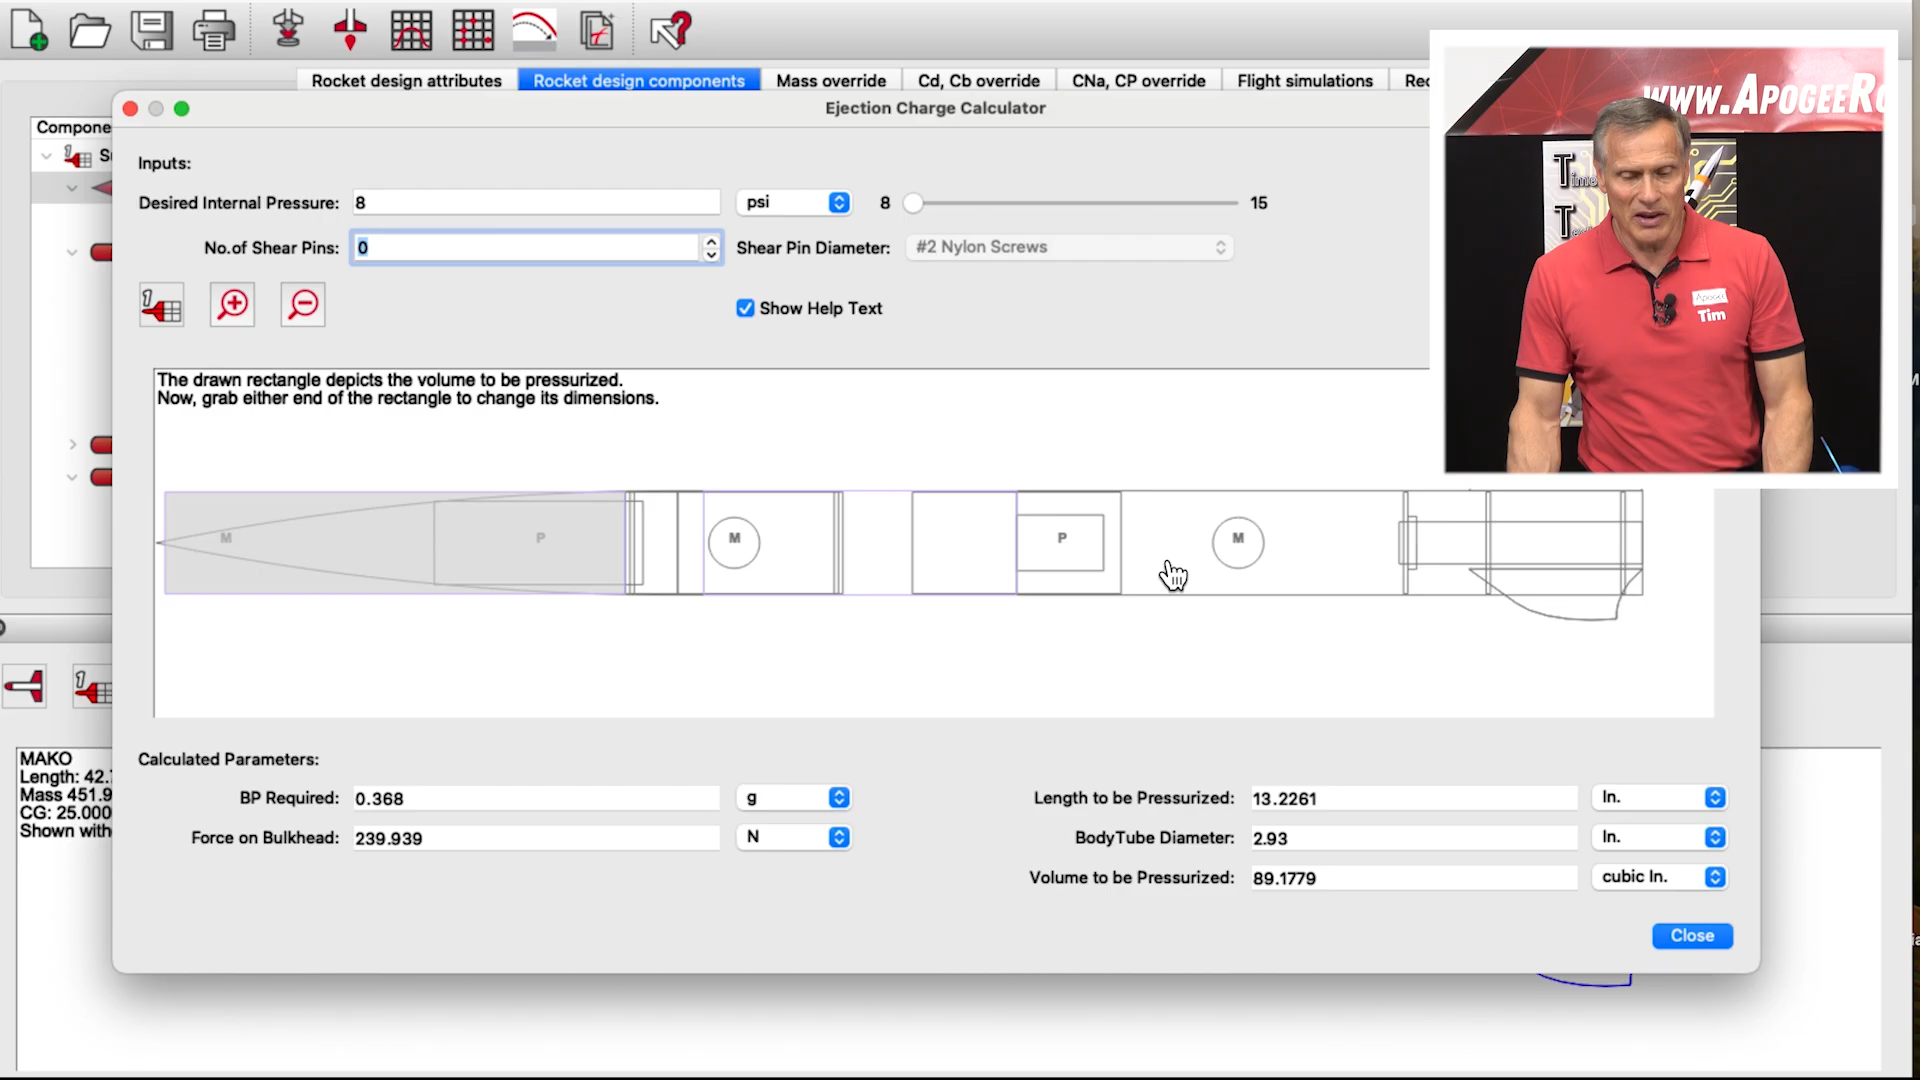 Rocket design attributes
Rocket design components
Mass override
Cd, Cb override
CNa, CP override
Flight simulations
Ejection Charge Calculator
WWW.APOGEERO
Inputs:
Desired Internal Pressure: 8 psi 8 15
No.of Shear Pins: 0 Shear Pin Diameter: #2 Nylon Screws
Show Help Text
Apogee
Tim
The drawn rectangle depicts the volume to be pressurized.
Now, grab either end of the rectangle to change its dimensions.
M P M P M
MAKO
Length: 42.
Mass 451.9
CG: 25.000
Shown with
Calculated Parameters:
BP Required: 0.368 g
Length to be Pressurized: 13.2261 In.
Force on Bulkhead: 239.939 N
BodyTube Diameter: 2.93 In.
Volume to be Pressurized: 89.1779 cubic In.
Close